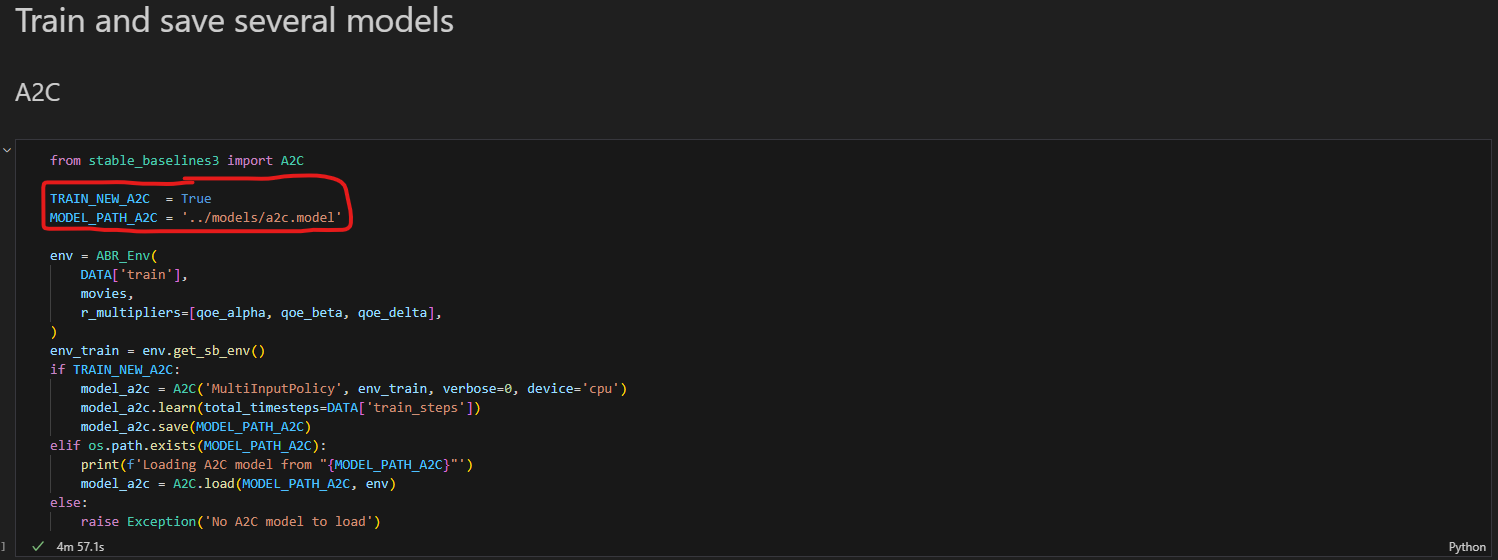 Train and save several models
A2C
from stable_baselines3 import A2C
TRAIN_NEW_A2C  = True
MODEL_PATH_A2C = '../models/a2c.model'
env = ABR_Env(
    DATA['train'],
    movies,
    r_multipliers=[qoe_alpha, qoe_beta, qoe_delta],
)
env_train = env.get_sb_env()
if TRAIN_NEW_A2C:
    model_a2c = A2C('MultiInputPolicy', env_train, verbose=0, device='cpu')
    model_a2c.learn(total_timesteps=DATA['train_steps'])
    model_a2c.save(MODEL_PATH_A2C)
elif os.path.exists(MODEL_PATH_A2C):
    print(f'Loading A2C model from "{MODEL_PATH_A2C}"')
    model_a2c = A2C.load(MODEL_PATH_A2C, env)
else:
    raise Exception('No A2C model to load')
] 4m 57.1s Python